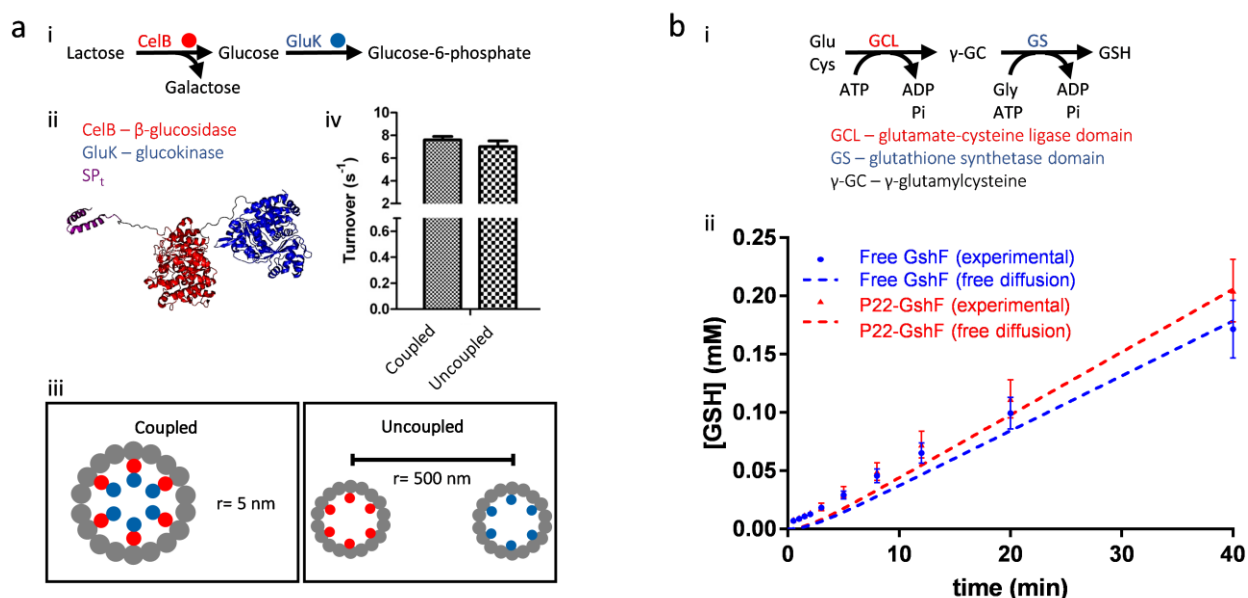 a
i
CelB
GluK
Lactose
Glucose
Glucose-6-phosphate
Galactose
ii
CelB – β-glucosidase
GluK – glucokinase
SPt
iv
Turnover (s-1)
8
6
4
2
0.6
0.4
0.2
0.0
Coupled
Uncoupled
iii
Coupled
r= 5 nm
Uncoupled
r= 500 nm
b
i
Glu
Cys
GCL
γ-GC
GS
GSH
ATP
ADP
Pi
Gly
ATP
ADP
Pi
GCL – glutamate-cysteine ligase domain
GS – glutathione synthetase domain
γ-GC – γ-glutamylcysteine
ii
[GSH] (mM)
0.25
0.20
0.15
0.10
0.05
0.00
Free GshF (experimental)
Free GshF (free diffusion)
P22-GshF (experimental)
P22-GshF (free diffusion)
0
10
20
30
40
time (min)